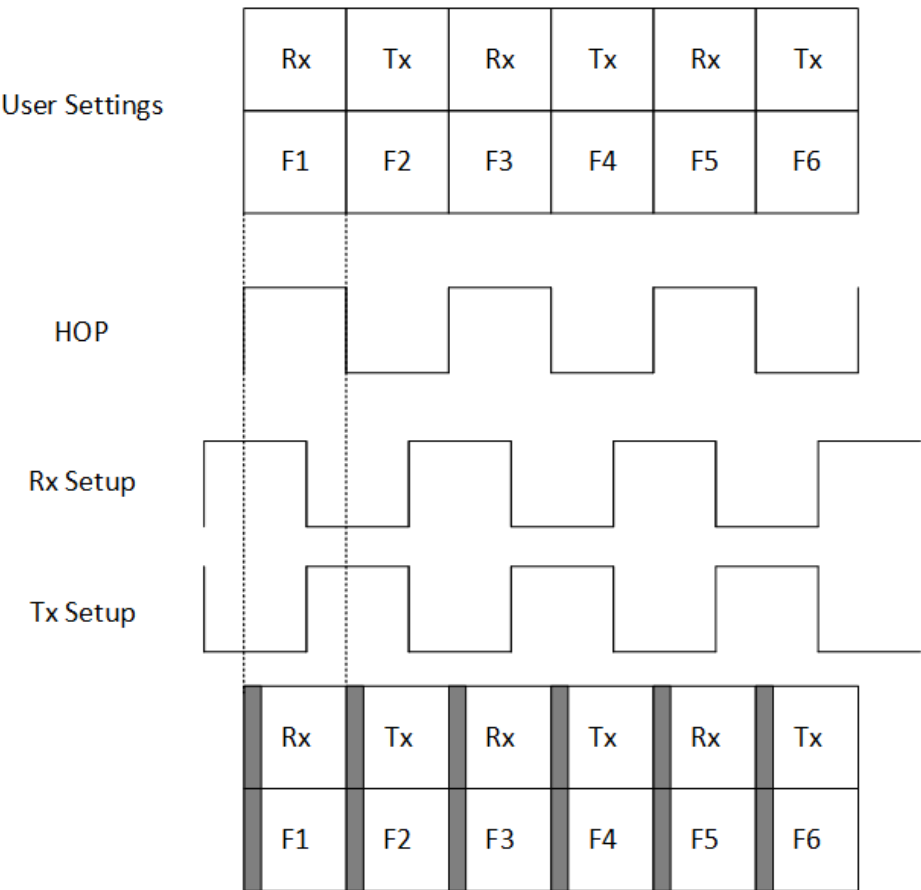 Rx Tx Rx Tx Rx Tx
User Settings
F1 F2 F3 F4 F5 F6
HOP
Rx Setup
Tx Setup
Rx Tx Rx Tx Rx Tx
F1 F2 F3 F4 F5 F6